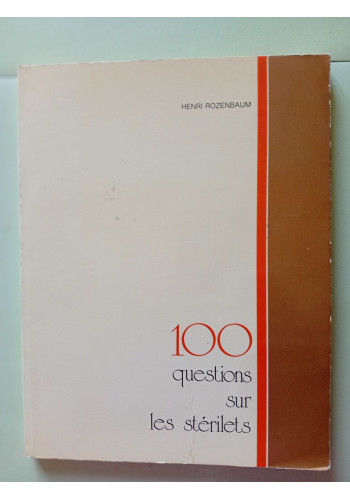 HENRI ROZENBAUM
100
questions
sur
les stérilets